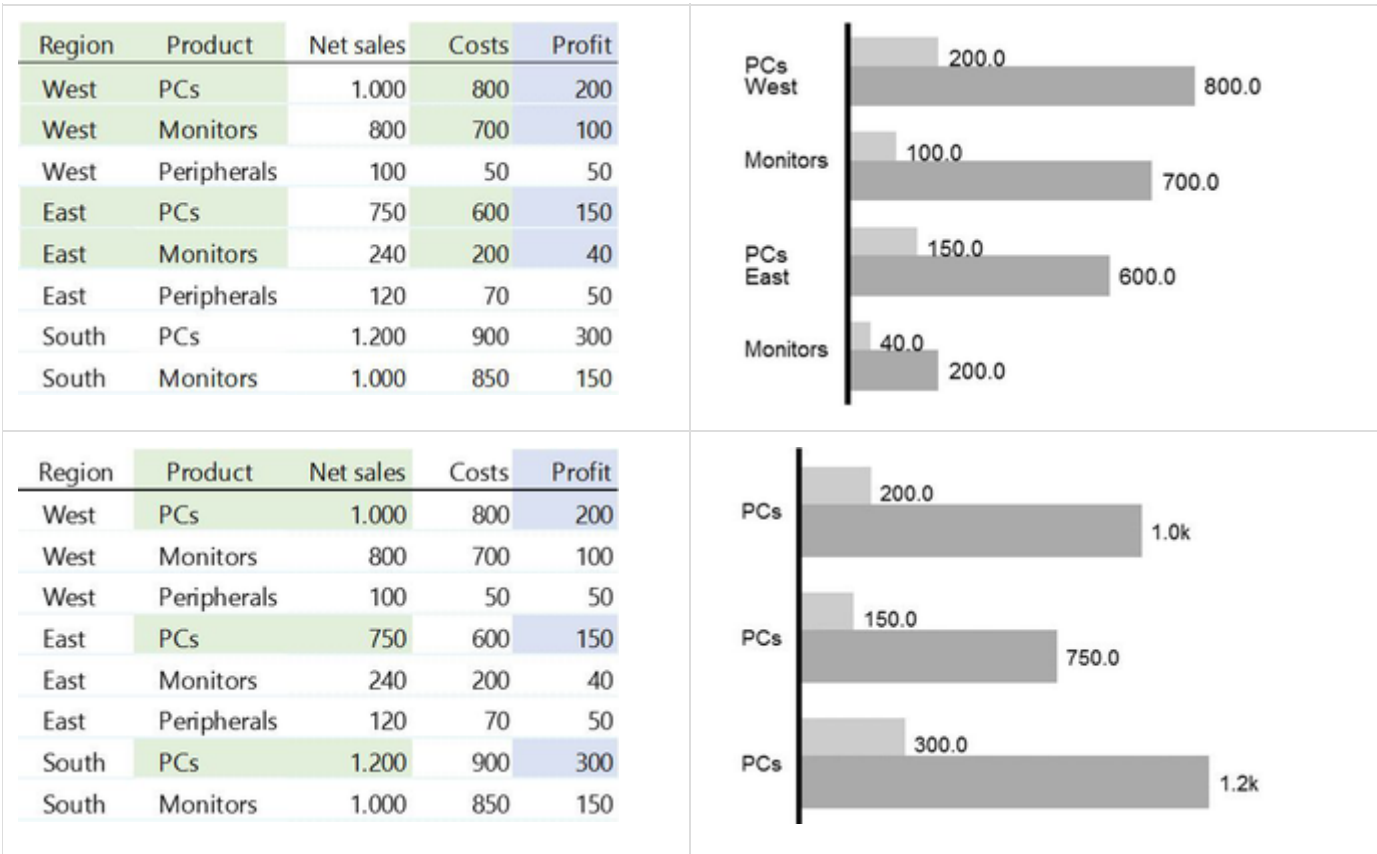 Region Product Net sales Costs Profit
West PCs 1.000 800 200
West Monitors 800 700 100
West Peripherals 100 50 50
East PCs 750 600 150
East Monitors 240 200 40
East Peripherals 120 70 50
South PCs 1.200 900 300
South Monitors 1.000 850 150
PCs
West
200.0
800.0
Monitors
100.0
700.0
PCs
East
150.0
600.0
Monitors
40.0
200.0
Region Product Net sales Costs Profit
West PCs 1.000 800 200
West Monitors 800 700 100
West Peripherals 100 50 50
East PCs 750 600 150
East Monitors 240 200 40
East Peripherals 120 70 50
South PCs 1.200 900 300
South Monitors 1.000 850 150
PCs
200.0
1.0k
PCs
150.0
750.0
PCs
300.0
1.2k